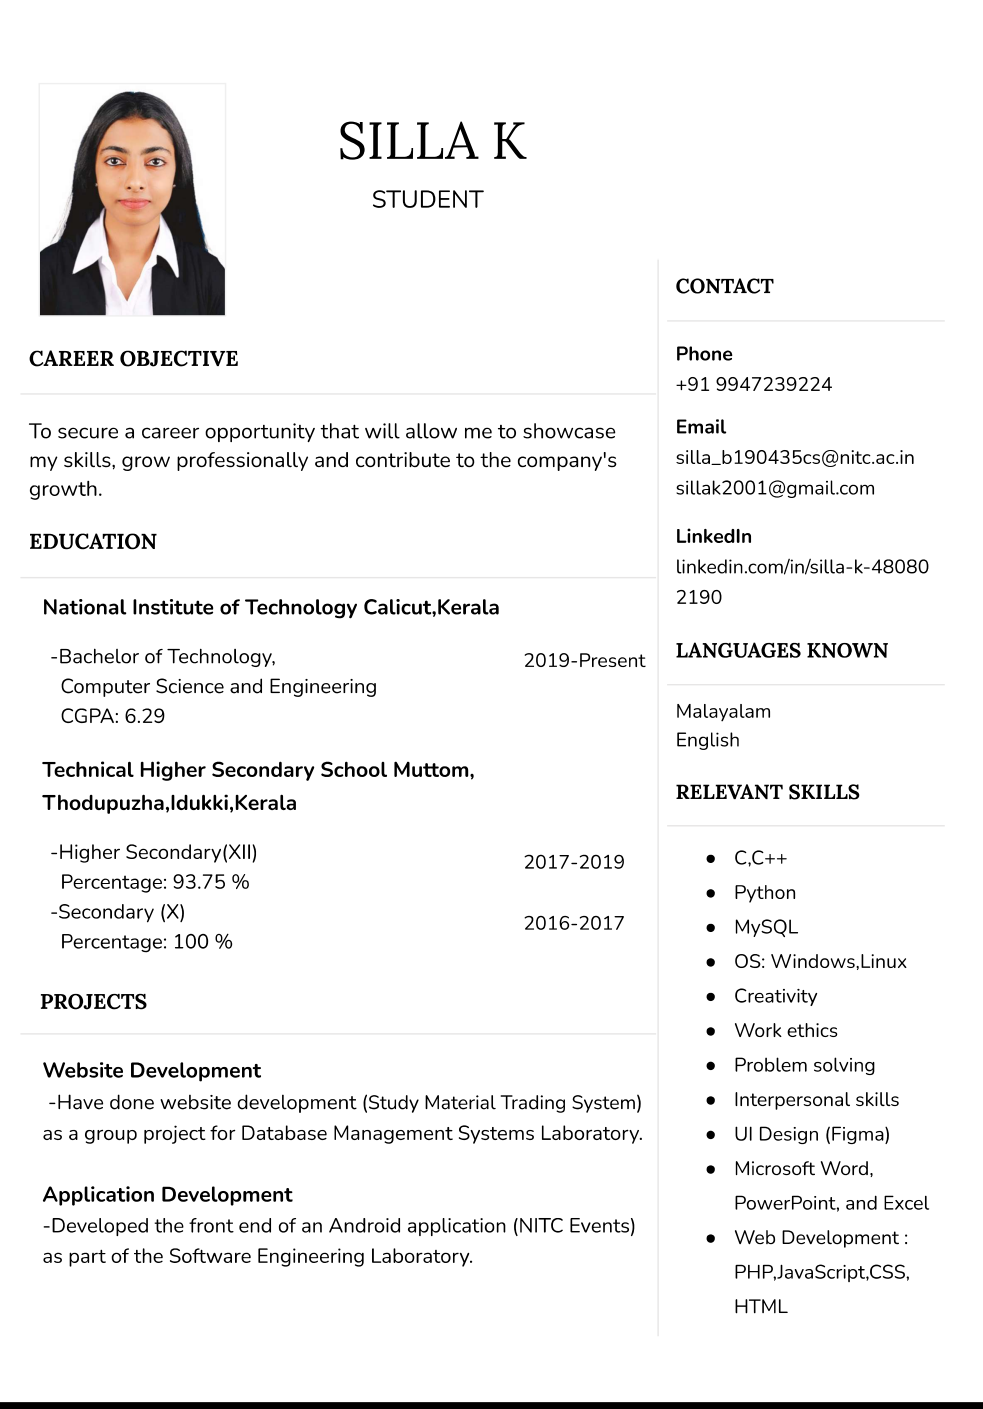 SILLA K
STUDENT
CAREER OBJECTIVE
To secure a career opportunity that will allow me to showcase
my skills, grow professionally and contribute to the company's
growth.
EDUCATION
National Institute of Technology Calicut,Kerala
-Bachelor of Technology,
2019-Present
Computer Science and Engineering
CGPA: 6.29
Technical Higher Secondary School Muttom,
Thodupuzha,Idukki,Kerala
-Higher Secondary(XII)
2017-2019
Percentage: 93.75 %
-Secondary (X)
2016-2017
Percentage: 100 %
PROJECTS
Website Development
-Have done website development (Study Material Trading System)
as a group project for Database Management Systems Laboratory.
Application Development
-Developed the front end of an Android application (NITC Events)
as part of the Software Engineering Laboratory.
CONTACT
Phone
+91 9947239224
Email
silla_b190435cs@nitc.ac.in
sillak2001@gmail.com
LinkedIn
linkedin.com/in/silla-k-48080
2190
LANGUAGES KNOWN
Malayalam
English
RELEVANT SKILLS
● C,C++
● Python
● MySQL
● OS: Windows,Linux
● Creativity
● Work ethics
● Problem solving
● Interpersonal skills
● UI Design (Figma)
● Microsoft Word,
PowerPoint, and Excel
● Web Development :
PHP,JavaScript,CSS,
HTML